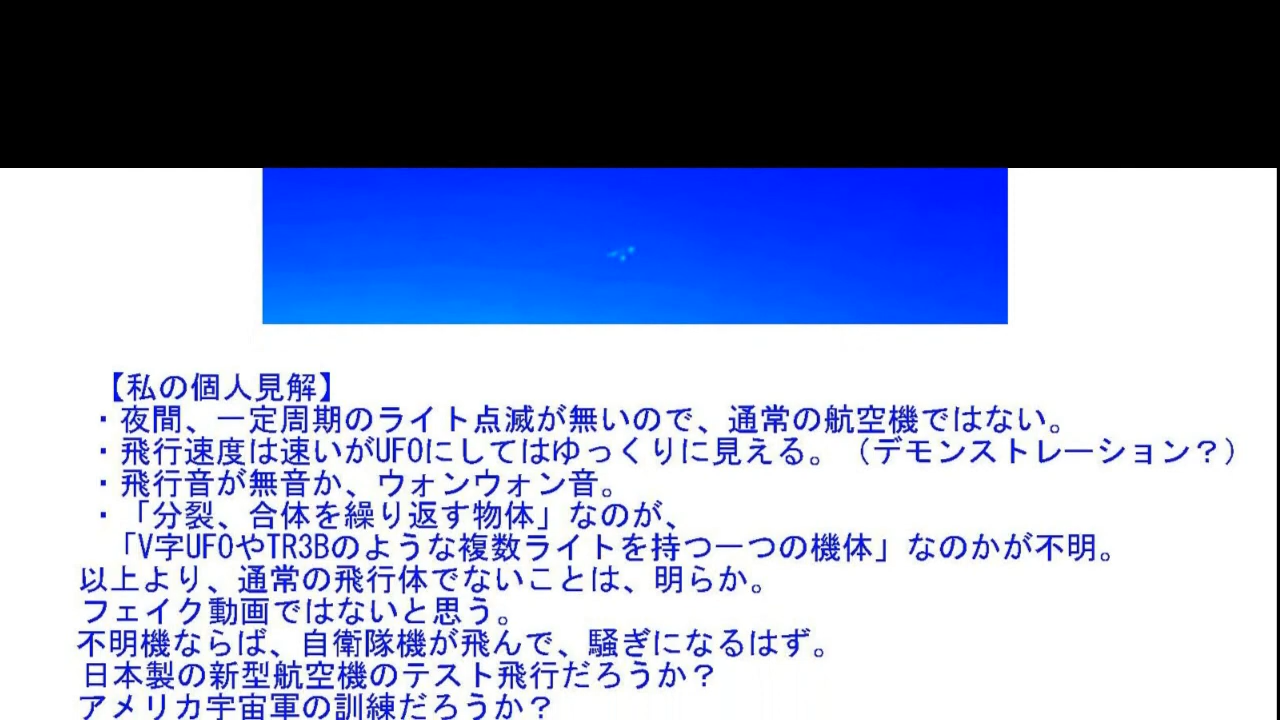 【私の個人見解】
・夜間、一定周期のライト点滅が無いので、通常の航空機ではない。
・飛行速度は速いがUFOにしてはゆっくりに見える。（デモンストレーション？）
・飛行音が無音か、ウォンウォン音。
・「分裂、合体を繰り返す物体」なのが、
「V字UFOやTR3Bのような複数ライトを持つ一つの機体」なのかが不明。
以上より、通常の飛行体でないことは、明らか。
フェイク動画ではないと思う。
不明機ならば、自衛隊機が飛んで、騒ぎになるはず。
日本製の新型航空機のテスト飛行だろうか？
アメリカ宇宙軍の訓練だろうか？